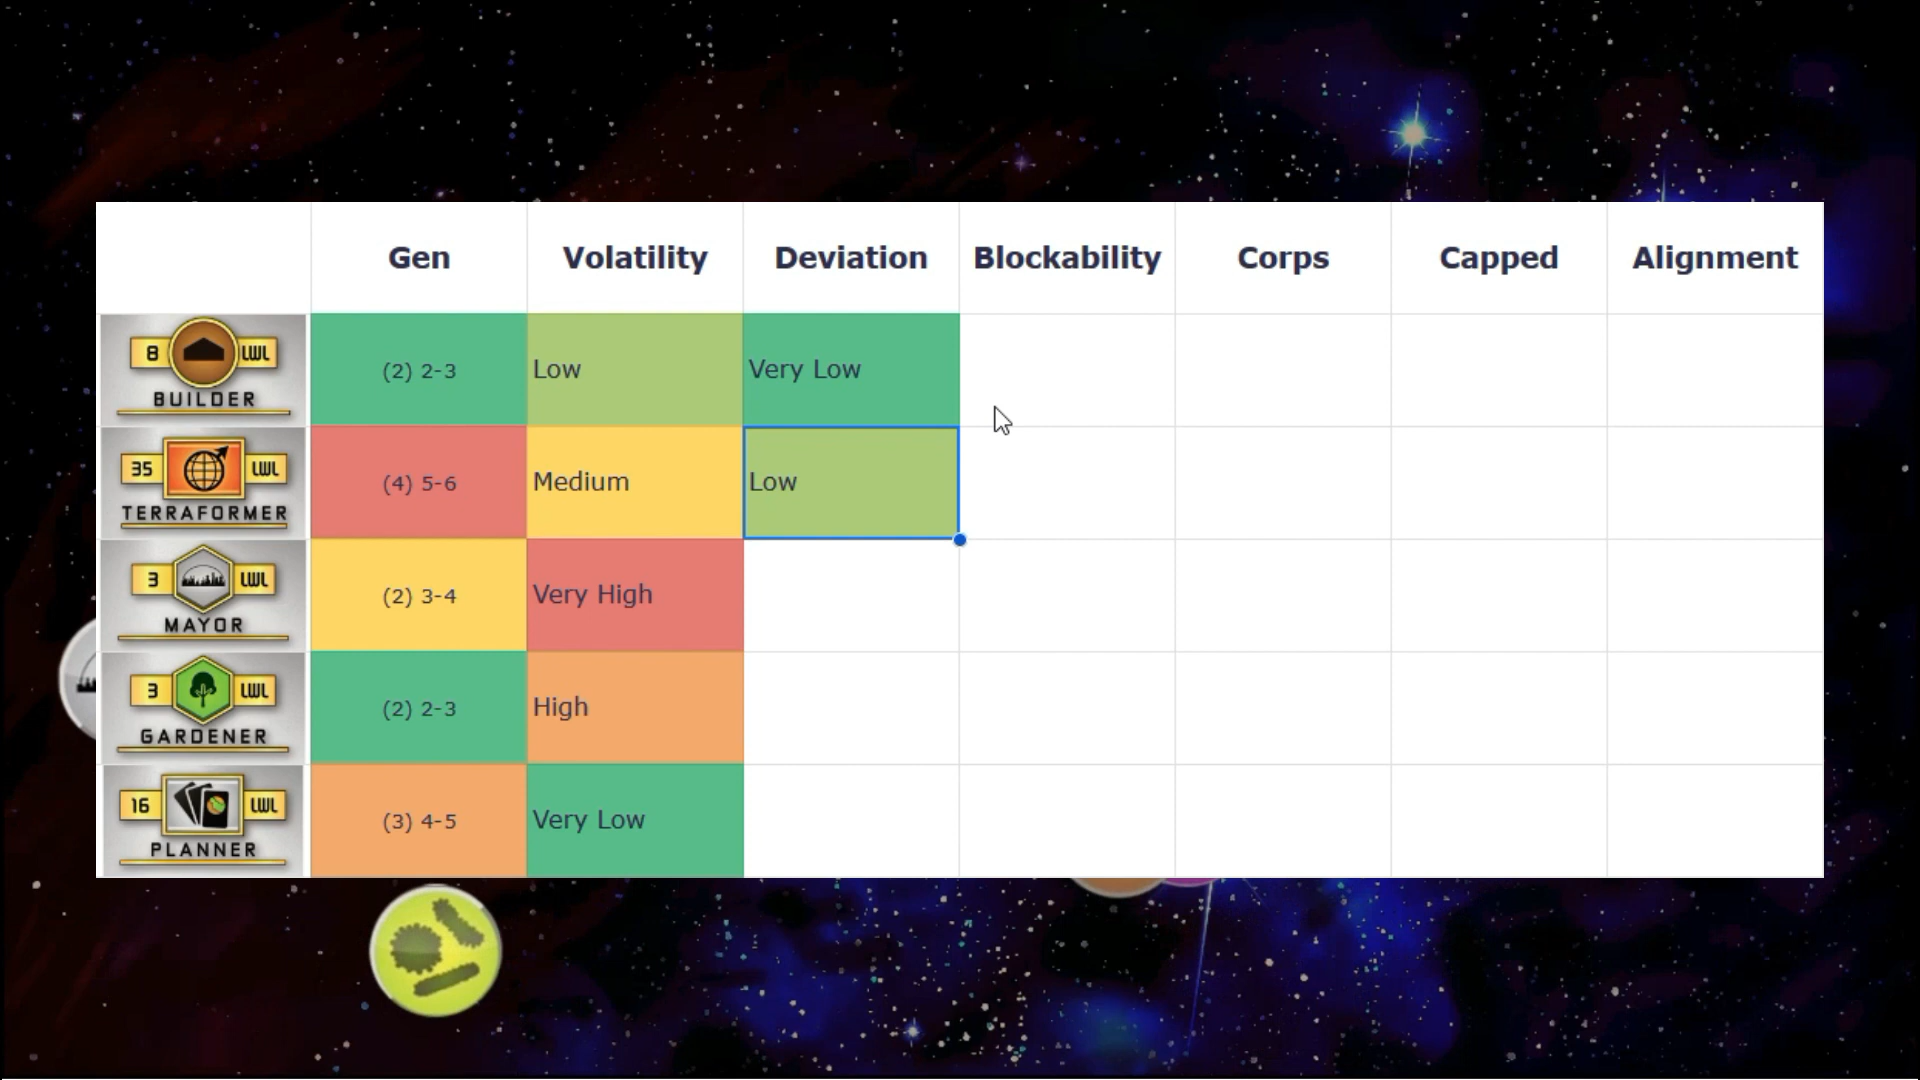 Gen Volatility Deviation Blockability Corps Capped Alignment
8 LWL
BUILDER
(2) 2-3 Low Very Low
35 LWL
TERRAFORMER
(4) 5-6 Medium Low
3 LWL
MAYOR
(2) 3-4 Very High
3 LWL
GARDENER
(2) 2-3 High
16 LWL
PLANNER
(3) 4-5 Very Low